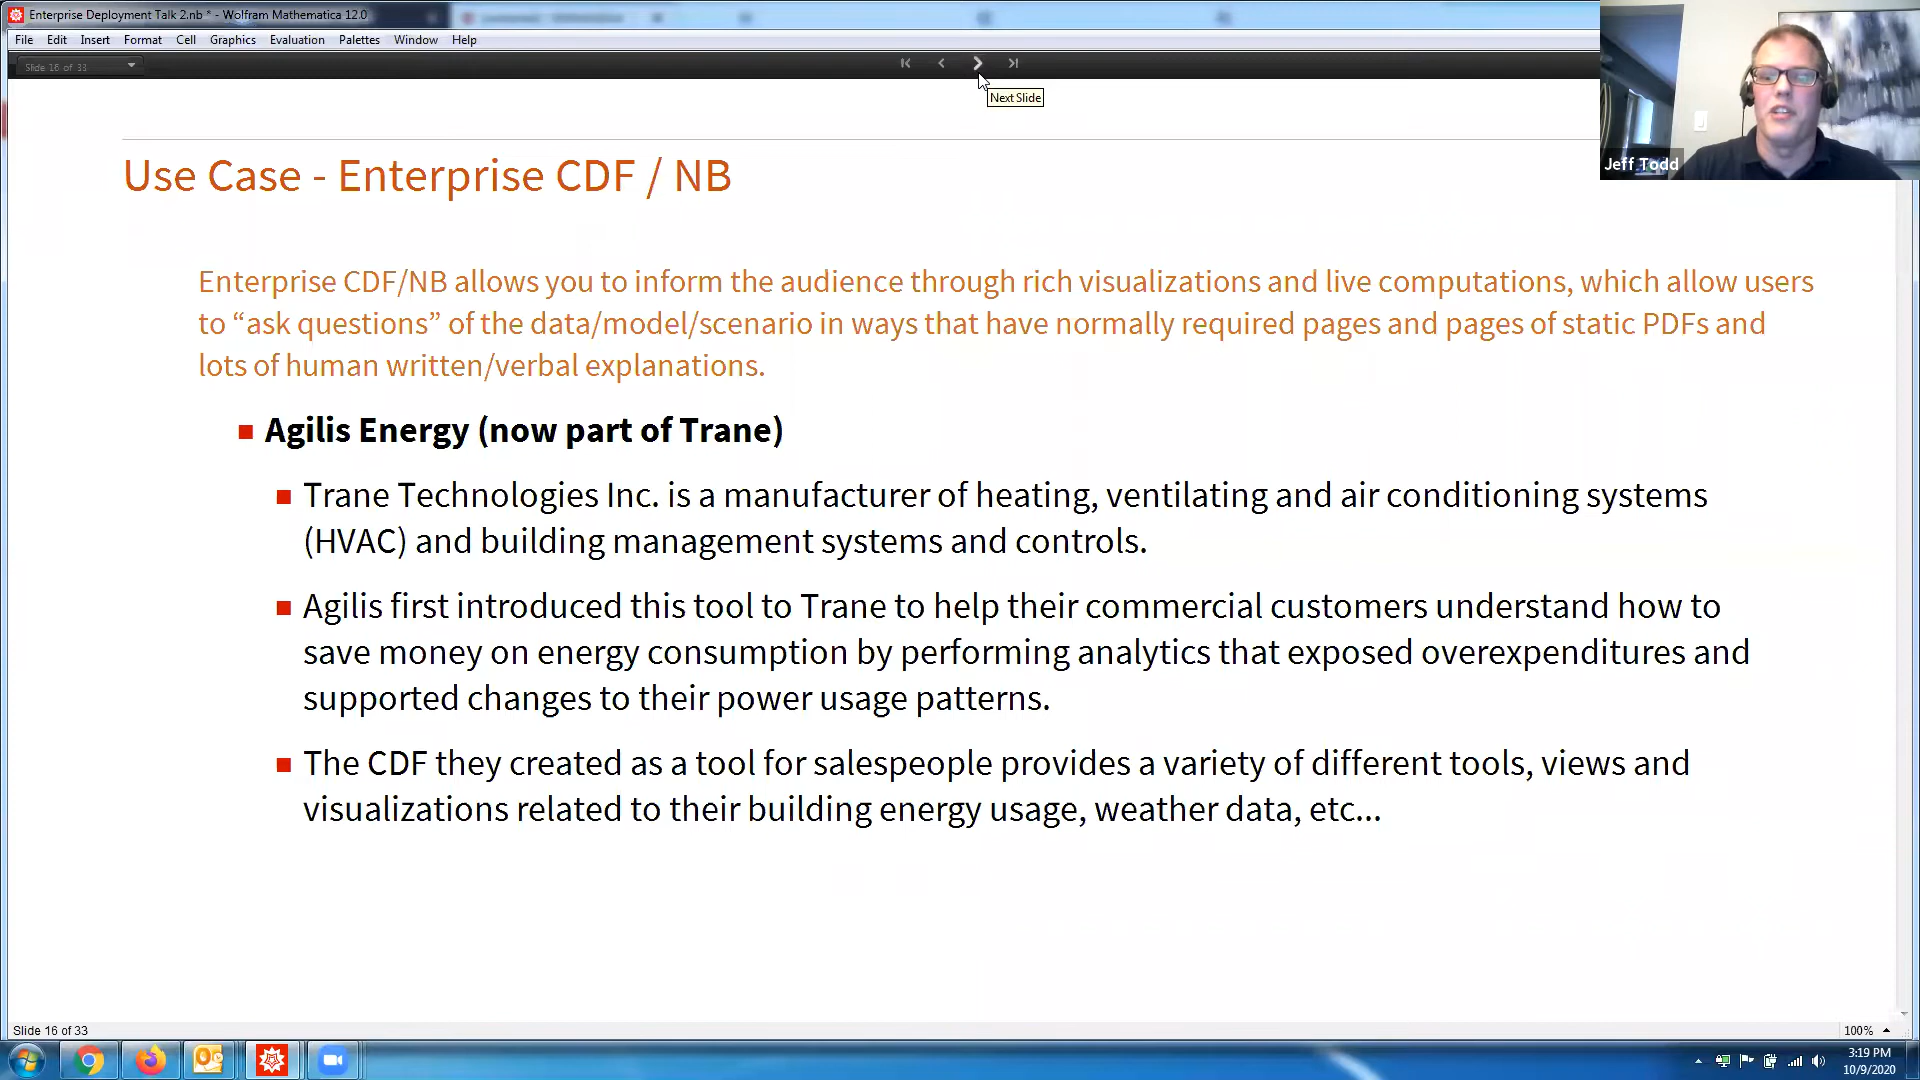 Enterprise Deployment Talk 2.nb * - Wolfram Mathematica 12.0
File Edit Insert Format Cell Graphics Evaluation Palettes Window Help
Slide 16 of 33
Next Slide
Jeff Todd
Use Case - Enterprise CDF / NB
Enterprise CDF/NB allows you to inform the audience through rich visualizations and live computations, which allow users
to “ask questions” of the data/model/scenario in ways that have normally required pages and pages of static PDFs and
lots of human written/verbal explanations.
Agilis Energy (now part of Trane)
Trane Technologies Inc. is a manufacturer of heating, ventilating and air conditioning systems
(HVAC) and building management systems and controls.
Agilis first introduced this tool to Trane to help their commercial customers understand how to
save money on energy consumption by performing analytics that exposed overexpenditures and
supported changes to their power usage patterns.
The CDF they created as a tool for salespeople provides a variety of different tools, views and
visualizations related to their building energy usage, weather data, etc...
Slide 16 of 33
100%
3:19 PM
10/9/2020